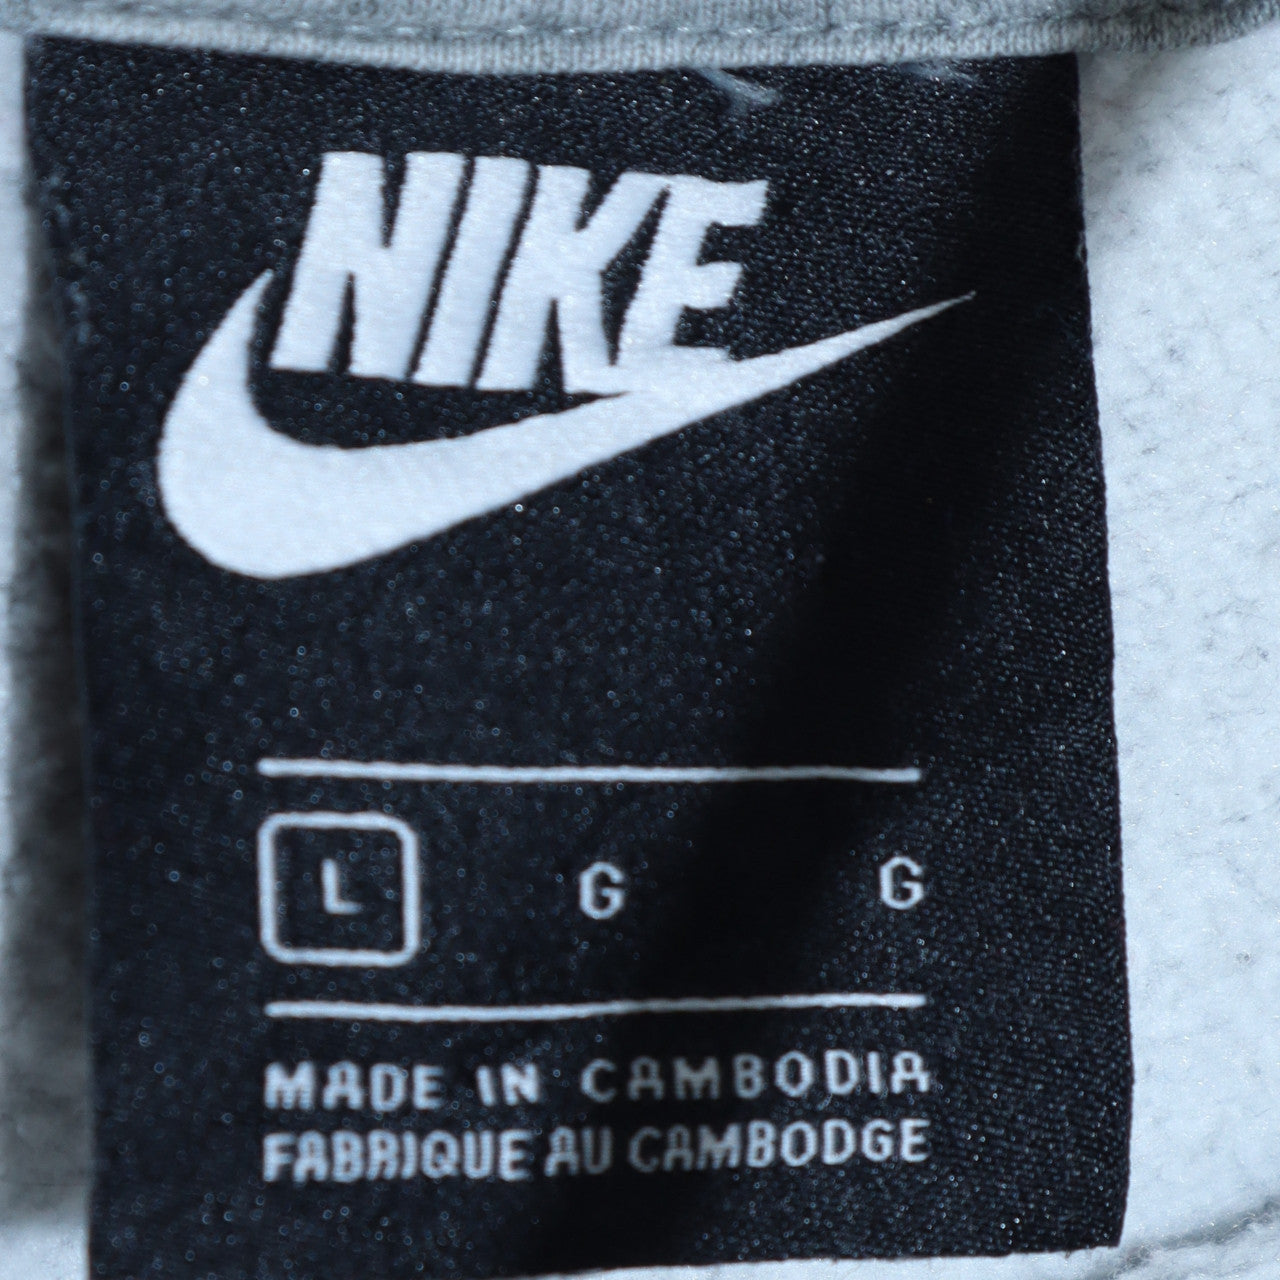 NIKE
L G G
MADE IN CAMBODIA
FABRIQUE AU CAMBODGE